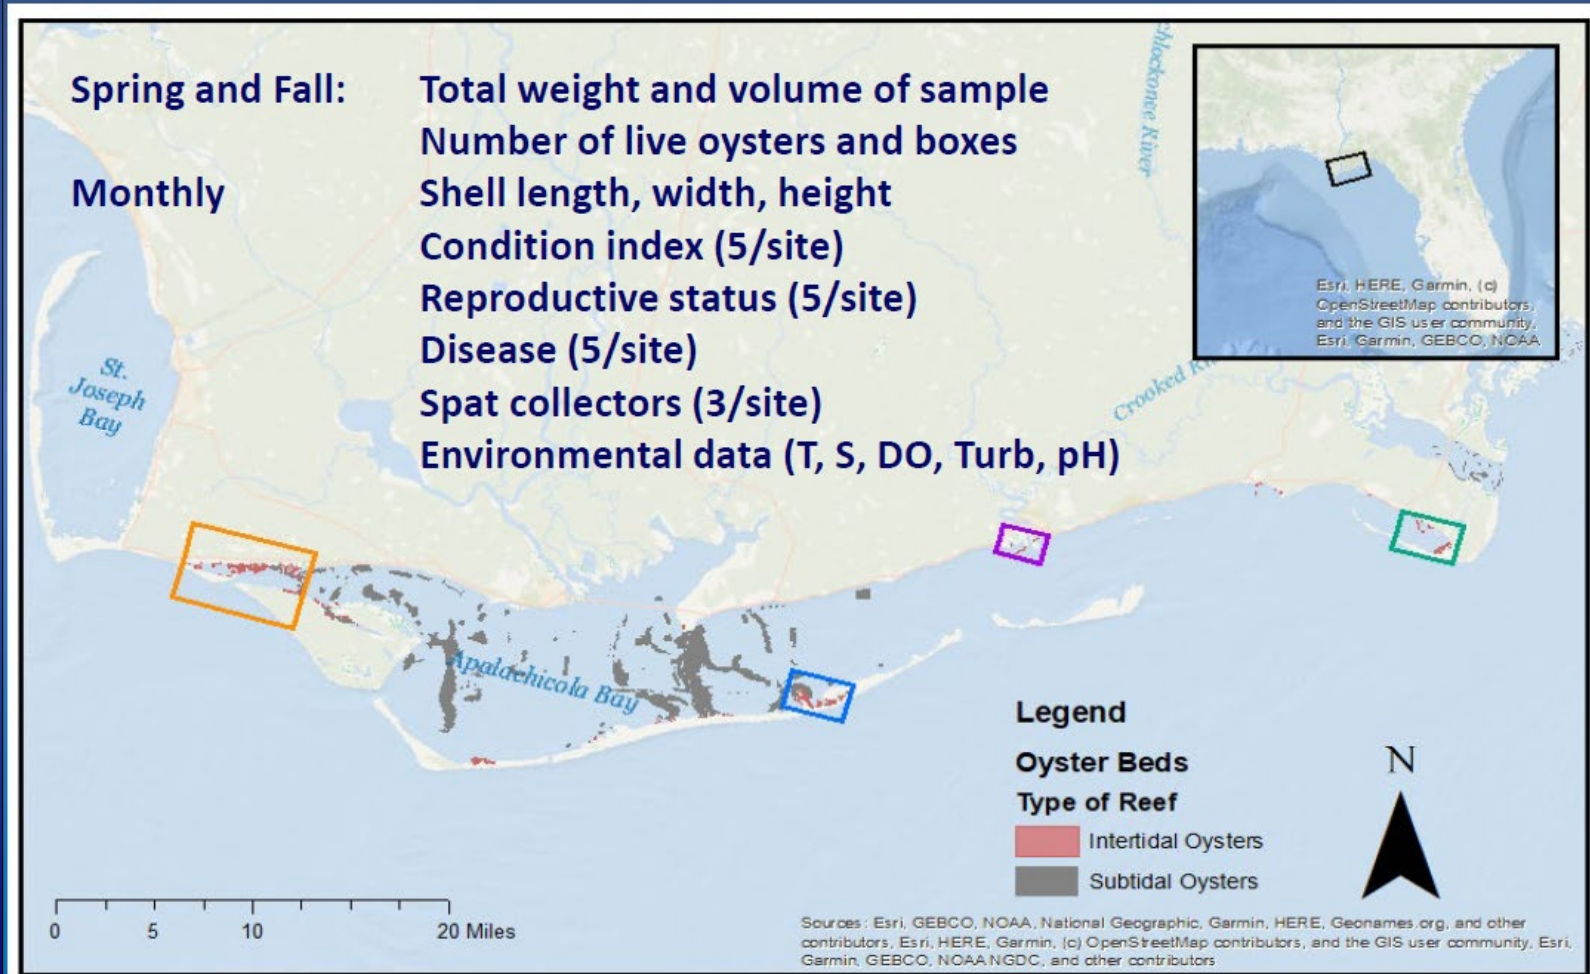 Spring and Fall: Total weight and volume of sample
Number of live oysters and boxes
Monthly Shell length, width, height
Condition index (5/site)
Reproductive status (5/site)
Disease (5/site)
Spat collectors (3/site)
Environmental data (T, S, DO, Turb, pH)
chlockonee River
Esri, HERE, Garmin, (c)
OpenStreetMap contributors,
and the GIS user community,
Esri, Garmin, GEBCO, NOAA
St.
Joseph
Bay
Crooked
Apalachicola Bay
Legend
Oyster Beds
Type of Reef
Intertidal Oysters
Subtidal Oysters
N
0 5 10 20 Miles
Sources: Esri, GEBCO, NOAA, National Geographic, Garmin, HERE, Geonames.org, and other
contributors, Esri, HERE, Garmin, (c) OpenStreetMap contributors, and the GIS user community, Esri,
Garmin, GEBCO, NOAA NGDC, and other contributors